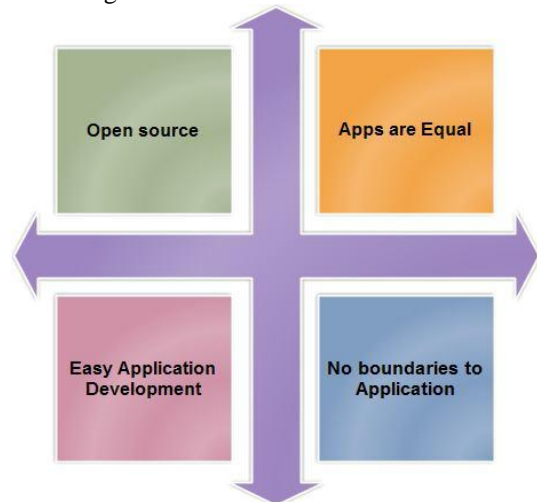 Open source
Apps are Equal
Easy Application
Development
No boundaries to
Application